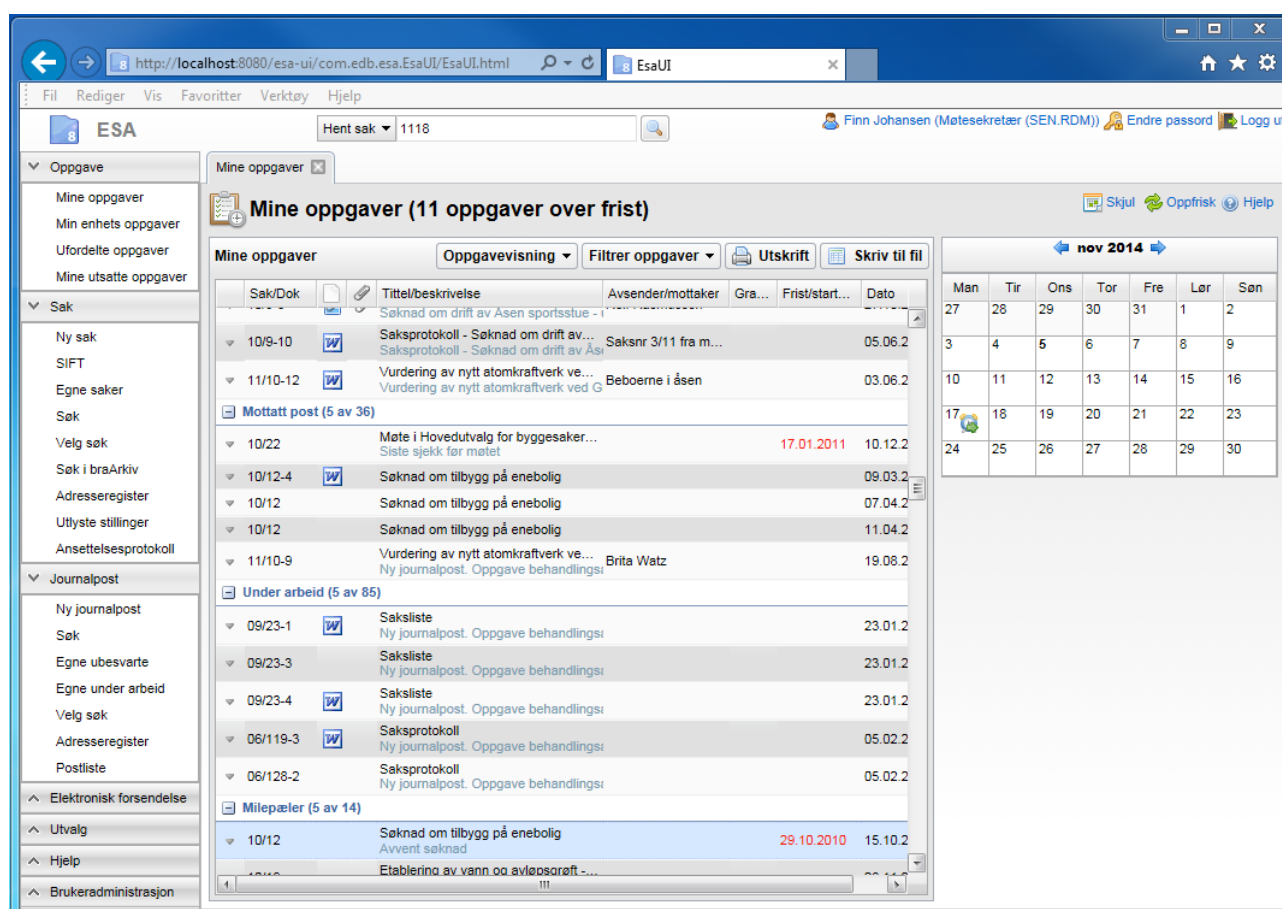 http://localhost:8080/esa-ui/com.edb.esa.EsaUI/EsaUI.html
8 EsaUI
Fil Rediger Vis Favoritter Verktøy Hjelp
8 ESA
Hent sak 1118
Finn Johansen (Møtesekretær (SEN.RDM)) Endre passord Logg u
Oppgave
Mine oppgaver
Min enhets oppgaver
Ufordelte oppgaver
Mine utsatte oppgaver
Sak
Ny sak
SIFT
Egne saker
Søk
Velg søk
Søk i braArkiv
Adresseregister
Utlyste stillinger
Ansettelsesprotokoll
Journalpost
Ny journalpost
Søk
Egne ubesvarte
Egne under arbeid
Velg søk
Adresseregister
Postliste
Elektronisk forsendelse
Utvalg
Hjelp
Brukeradministrasjon
Mine oppgaver
Mine oppgaver (11 oppgaver over frist)
Skjul Oppfrisk Hjelp
Mine oppgaver Oppgavevisning Filtrer oppgaver Utskrift Skriv til fil
Sak/Dok Tittel/beskrivelse Avsender/mottaker Gra... Frist/start... Dato
Søknad om drift av Åsen sportsstue -
10/9-10 Saksprotokoll - Søknad om drift av... Saksnr 3/11 fra m... 05.06.2
Saksprotokoll - Søknad om drift av Åse
11/10-12 Vurdering av nytt atomkraftverk ve... Beboerne i åsen 03.06.2
Vurdering av nytt atomkraftverk ved G
Mottatt post (5 av 36)
10/22 Møte i Hovedutvalg for byggesaker... 17.01.2011 10.12.2
Siste sjekk før møtet
10/12-4 Søknad om tilbygg på enebolig 09.03.2
10/12 Søknad om tilbygg på enebolig 07.04.2
10/12 Søknad om tilbygg på enebolig 11.04.2
11/10-9 Vurdering av nytt atomkraftverk ve... Brita Watz 19.08.2
Ny journalpost. Oppgave behandlingsa
Under arbeid (5 av 85)
09/23-1 Saksliste 23.01.2
Ny journalpost. Oppgave behandlingsa
09/23-3 Saksliste 23.01.2
Ny journalpost. Oppgave behandlingsa
09/23-4 Saksliste 23.01.2
Ny journalpost. Oppgave behandlingsa
06/119-3 Saksprotokoll 05.02.2
Ny journalpost. Oppgave behandlingsa
06/128-2 Saksprotokoll 05.02.2
Ny journalpost. Oppgave behandlingsa
Milepæler (5 av 14)
10/12 Søknad om tilbygg på enebolig 29.10.2010 15.10.2
Avvent søknad
Etablering av vann og avløpsgrøft -...
nov 2014
Man Tir Ons Tor Fre Lør Søn
27 28 29 30 31 1 2
3 4 5 6 7 8 9
10 11 12 13 14 15 16
17 18 19 20 21 22 23
24 25 26 27 28 29 30